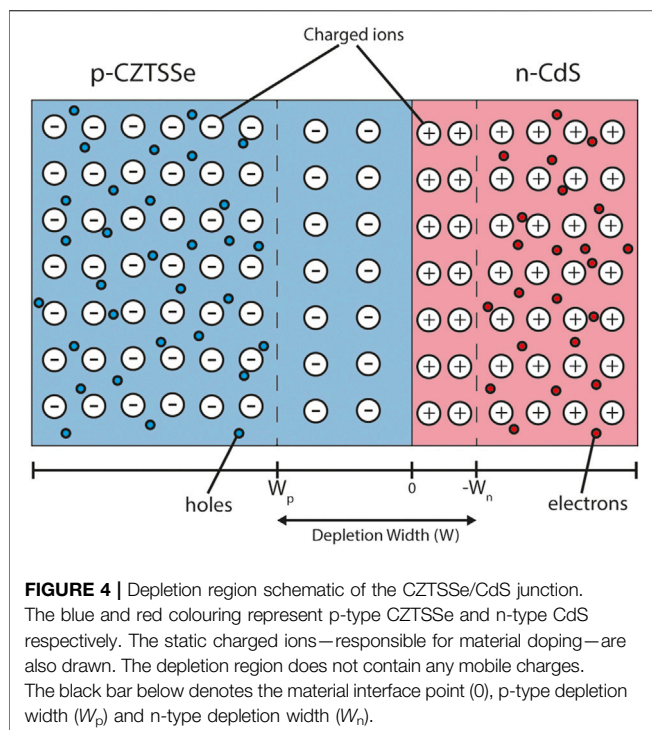 Charged ions
p-CZTSSe
n-CdS
Wp
0
-Wn
holes
electrons
Depletion Width (W)
FIGURE 4 | Depletion region schematic of the CZTSSe/CdS junction.
The blue and red colouring represent p-type CZTSSe and n-type CdS
respectively. The static charged ions—responsible for material doping—are
also drawn. The depletion region does not contain any mobile charges.
The black bar below denotes the material interface point (0), p-type depletion
width (Wp) and n-type depletion width (Wn).